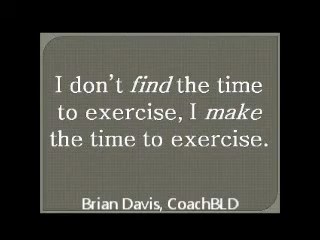 I don't find the time
to exercise, I make
the time to exercise.
Brian Davis, CoachBLD